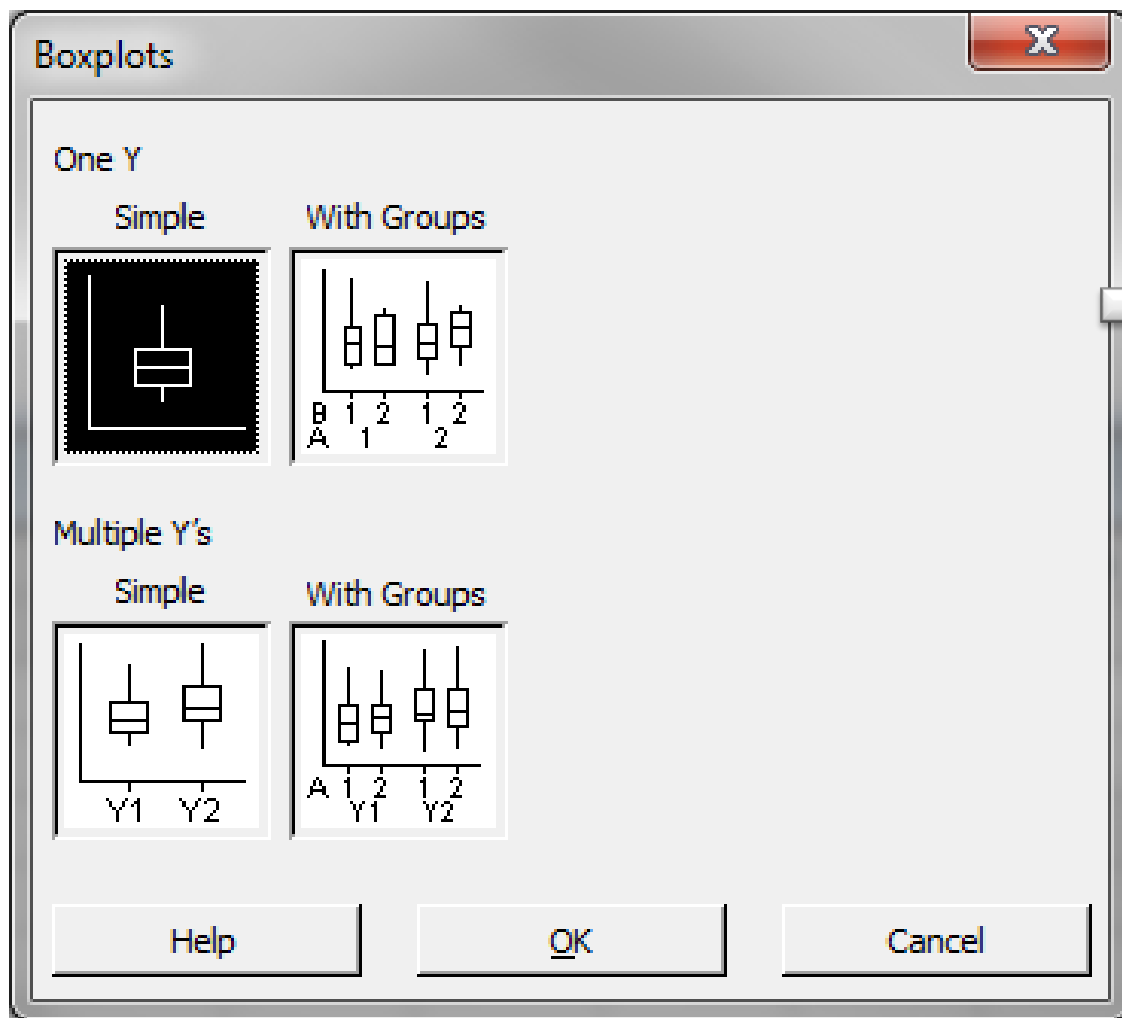 Boxplots
One Y
Simple With Groups
B 1 2 1 2
A 1 2
Multiple Y's
Simple With Groups
Y1 Y2
A 1 2 1 2
Y1 Y2
Help OK Cancel